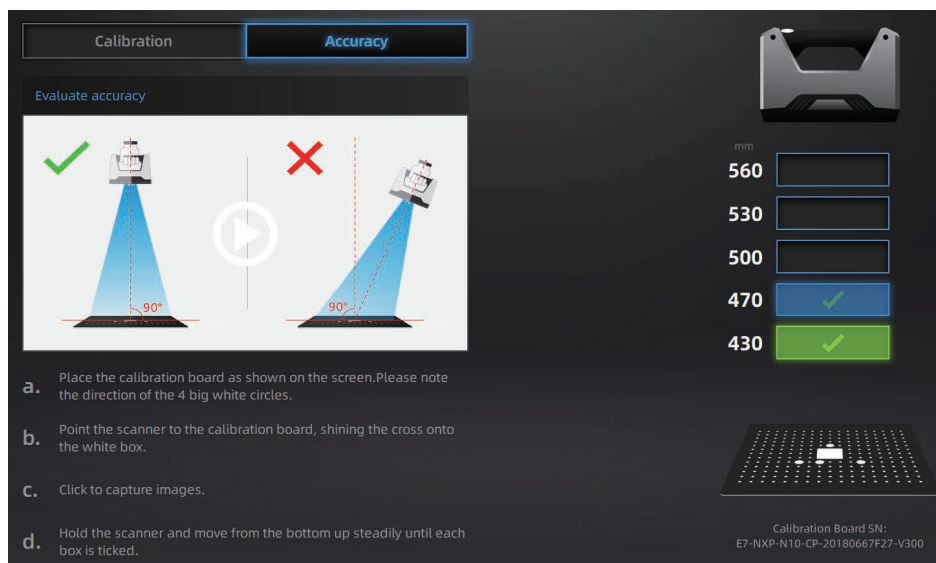 Calibration
Accuracy
Evaluate accuracy
90°
90°
a. Place the calibration board as shown on the screen.Please note
the direction of the 4 big white circles.
b. Point the scanner to the calibration board, shining the cross onto
the white box.
c. Click to capture images.
d. Hold the scanner and move from the bottom up steadily until each
box is ticked.
mm
560
530
500
470
430
Calibration Board SN:
E7-NXP-N10-CP-20180667F27-V300